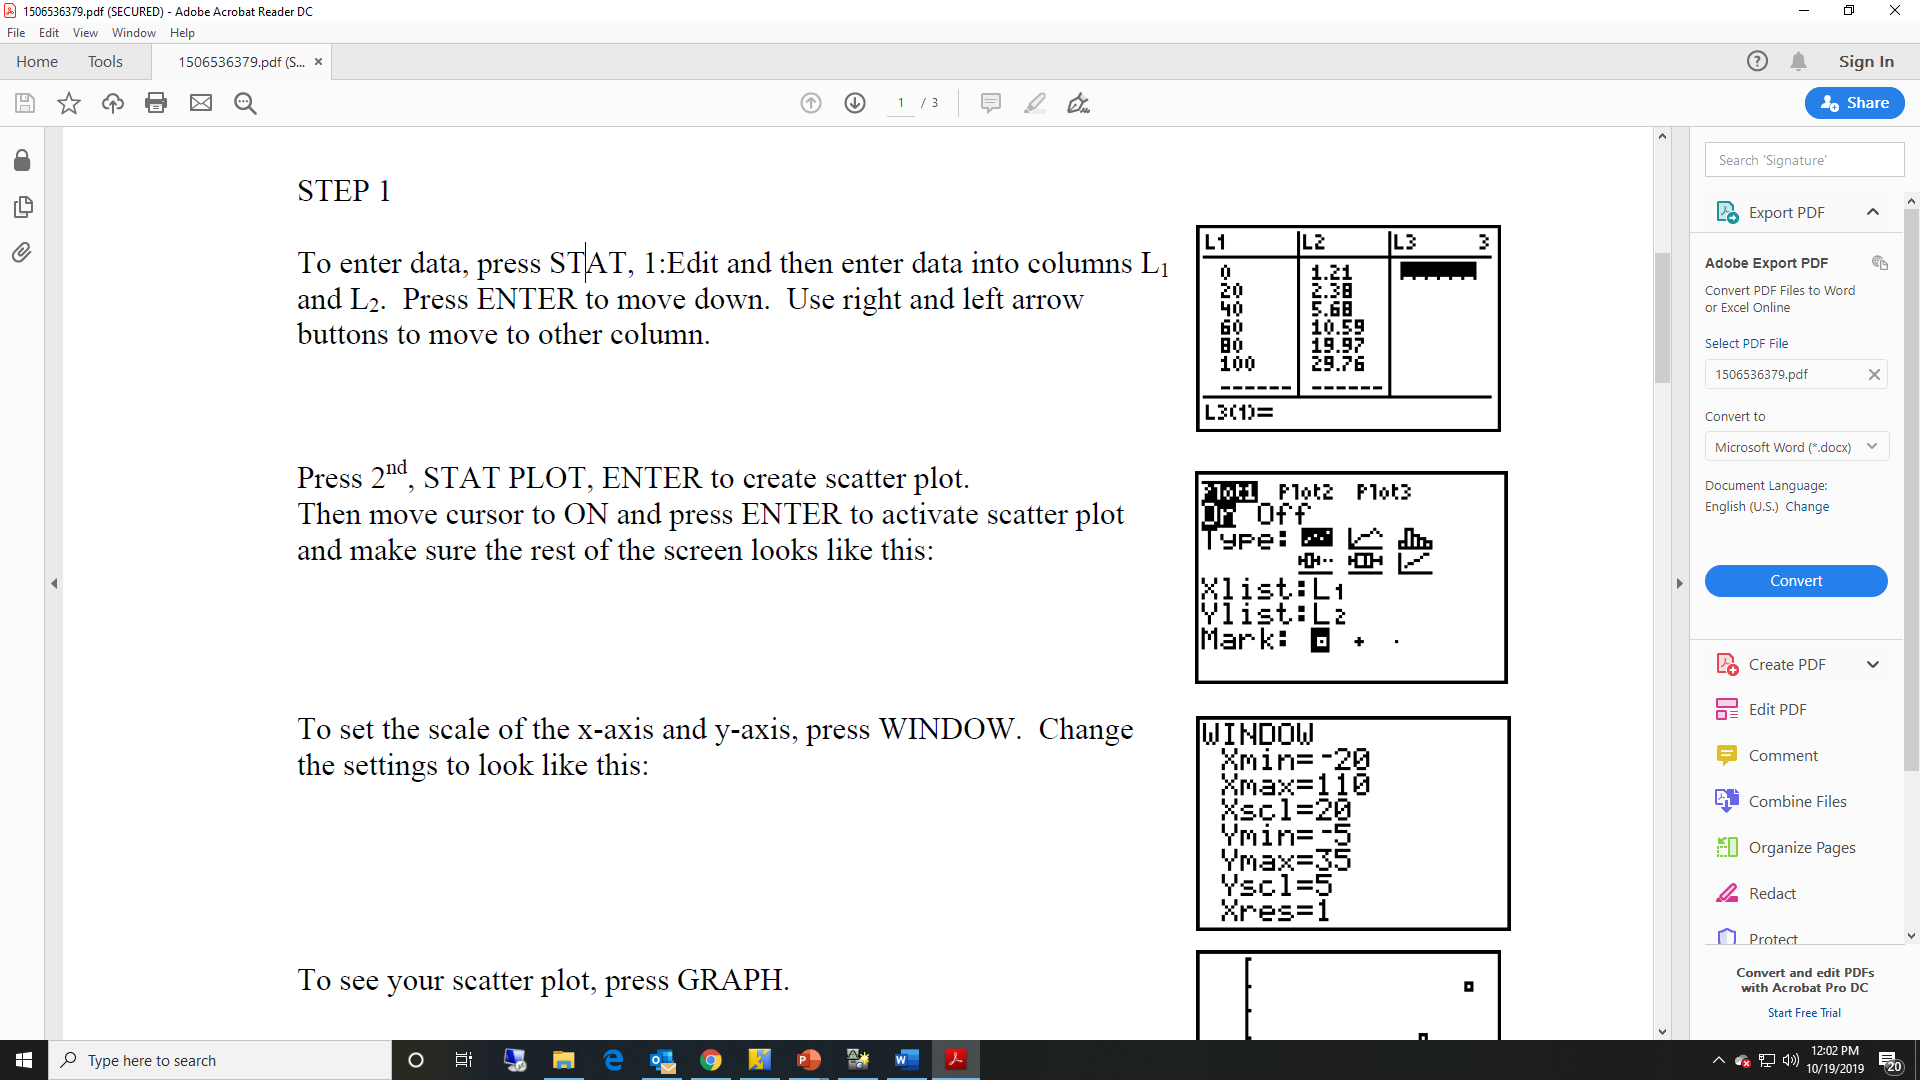 1506536379.pdf (SECURED) - Adobe Acrobat Reader DC
File Edit View Window Help
Home Tools 1506536379.pdf (S... ×
Sign In
1 / 3
Share
STEP 1
To enter data, press STAT, 1:Edit and then enter data into columns L1
and L2. Press ENTER to move down. Use right and left arrow
buttons to move to other column.
L1 L2 L3 3
0 1.21
20 2.38
40 5.68
60 10.59
80 19.97
100 29.76
------ ------
L3(1)=
Press 2nd, STAT PLOT, ENTER to create scatter plot.
Then move cursor to ON and press ENTER to activate scatter plot
and make sure the rest of the screen looks like this:
Plot1 Plot2 Plot3
On Off
Type:
Xlist:L1
Ylist:L2
Mark: + ·
To set the scale of the x-axis and y-axis, press WINDOW. Change
the settings to look like this:
WINDOW
Xmin=-20
Xmax=110
Xscl=20
Ymin=-5
Ymax=35
Yscl=5
Xres=1
To see your scatter plot, press GRAPH.
Search 'Signature'
Export PDF
Adobe Export PDF
Convert PDF Files to Word
or Excel Online
Select PDF File
1506536379.pdf
Convert to
Microsoft Word (*.docx)
Document Language:
English (U.S.) Change
Convert
Create PDF
Edit PDF
Comment
Combine Files
Organize Pages
Redact
Protect
Convert and edit PDFs
with Acrobat Pro DC
Start Free Trial
Type here to search
12:02 PM
10/19/2019
20